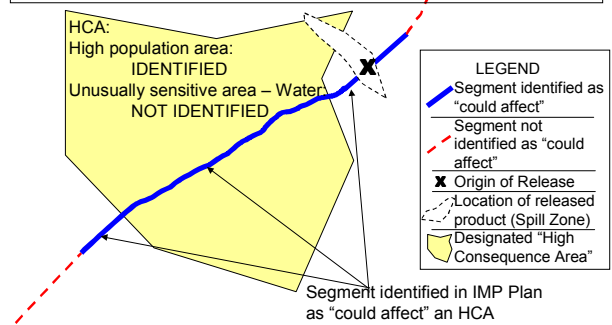 HCA:
High population area:
IDENTIFIED
Unusually sensitive area – Water:
NOT IDENTIFIED
X
LEGEND
Segment identified as
“could affect”
Segment not
identified as “could
affect”
X Origin of Release
Location of released
product (Spill Zone)
Designated “High
Consequence Area”
Segment identified in IMP Plan
as “could affect” an HCA